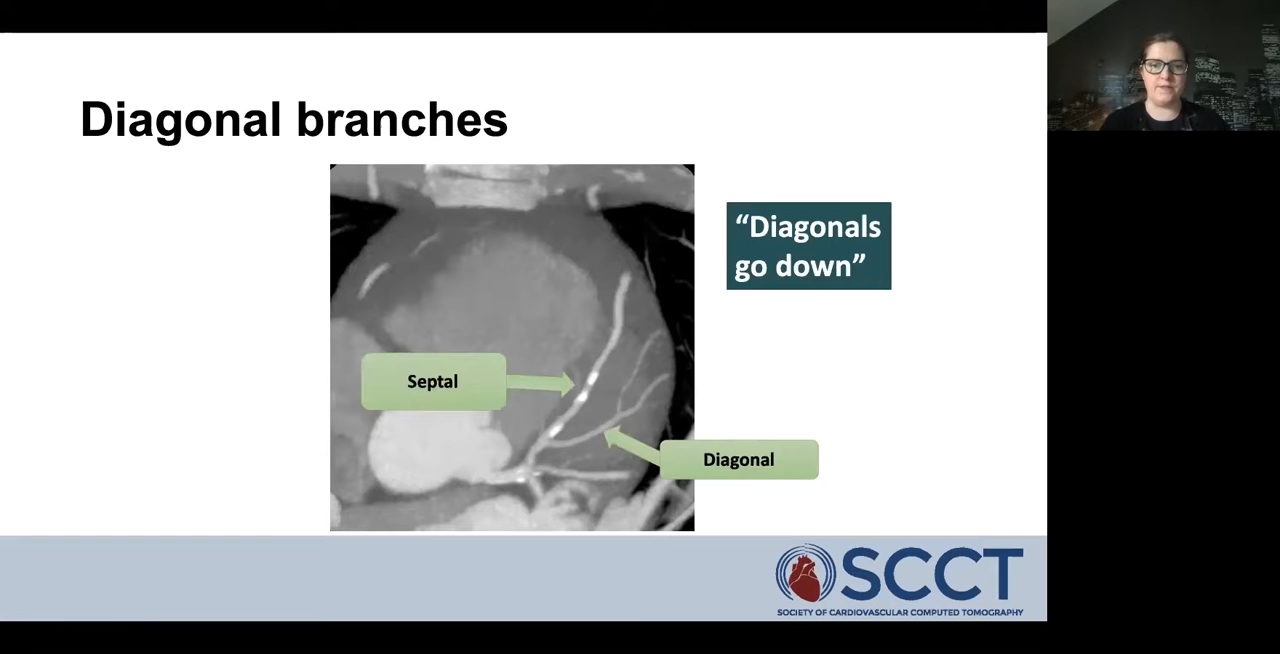 Diagonal branches
“Diagonals
go down”
Septal
Diagonal
SCCT
SOCIETY OF CARDIOVASCULAR COMPUTED TOMOGRAPHY